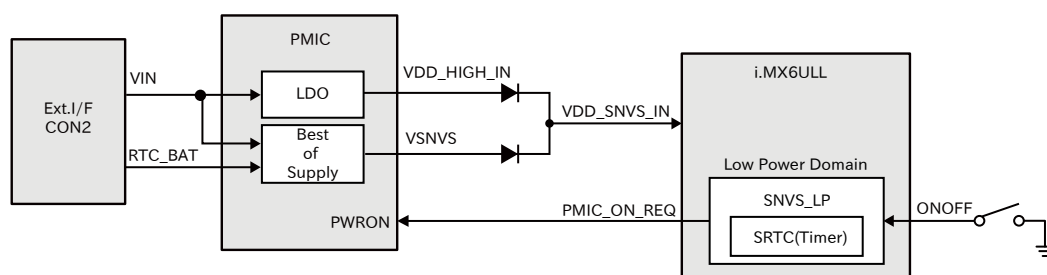 PMIC
Ext.I/F
CON2
VIN
RTC_BAT
LDO
Best
of
Supply
PWRON
VDD_HIGH_IN
VSNVS
VDD_SNVS_IN
PMIC_ON_REQ
i.MX6ULL
Low Power Domain
SNVS_LP
SRTC(Timer)
ONOFF